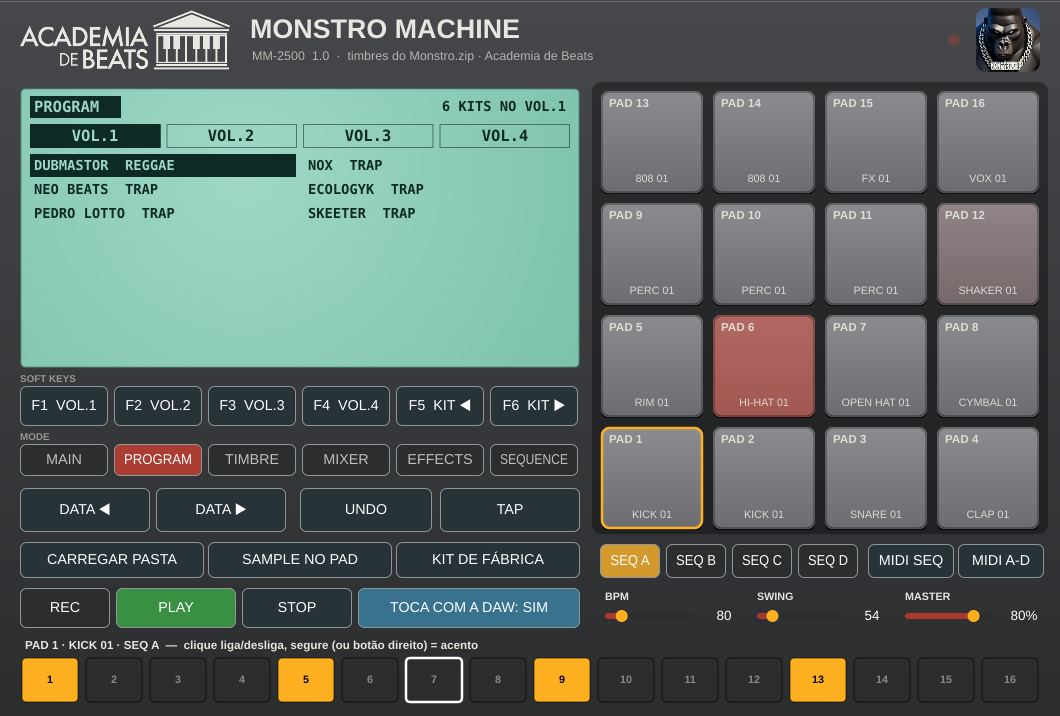 ACADEMIA
DE BEATS
MONSTRO MACHINE
MM-2500 1.0 · timbres do Monstro.zip · Academia de Beats
PROGRAM 6 KITS NO VOL.1
VOL.1 VOL.2 VOL.3 VOL.4
DUBMASTOR REGGAE NOX TRAP
NEO BEATS TRAP ECOLOGYK TRAP
PEDRO LOTTO TRAP SKEETER TRAP
SOFT KEYS
F1 VOL.1 F2 VOL.2 F3 VOL.3 F4 VOL.4 F5 KIT ◀ F6 KIT ▶
MODE
MAIN PROGRAM TIMBRE MIXER EFFECTS SEQUENCE
DATA ◀ DATA ▶ UNDO TAP
CARREGAR PASTA SAMPLE NO PAD KIT DE FÁBRICA
REC PLAY STOP TOCA COM A DAW: SIM
PAD 13 PAD 14 PAD 15 PAD 16
808 01 808 01 FX 01 VOX 01
PAD 9 PAD 10 PAD 11 PAD 12
PERC 01 PERC 01 PERC 01 SHAKER 01
PAD 5 PAD 6 PAD 7 PAD 8
RIM 01 HI-HAT 01 OPEN HAT 01 CYMBAL 01
PAD 1 PAD 2 PAD 3 PAD 4
KICK 01 KICK 01 SNARE 01 CLAP 01
SEQ A SEQ B SEQ C SEQ D MIDI SEQ MIDI A-D
BPM SWING MASTER
80 54 80%
PAD 1 · KICK 01 · SEQ A — clique liga/desliga, segure (ou botão direito) = acento
1 2 3 4 5 6 7 8 9 10 11 12 13 14 15 16